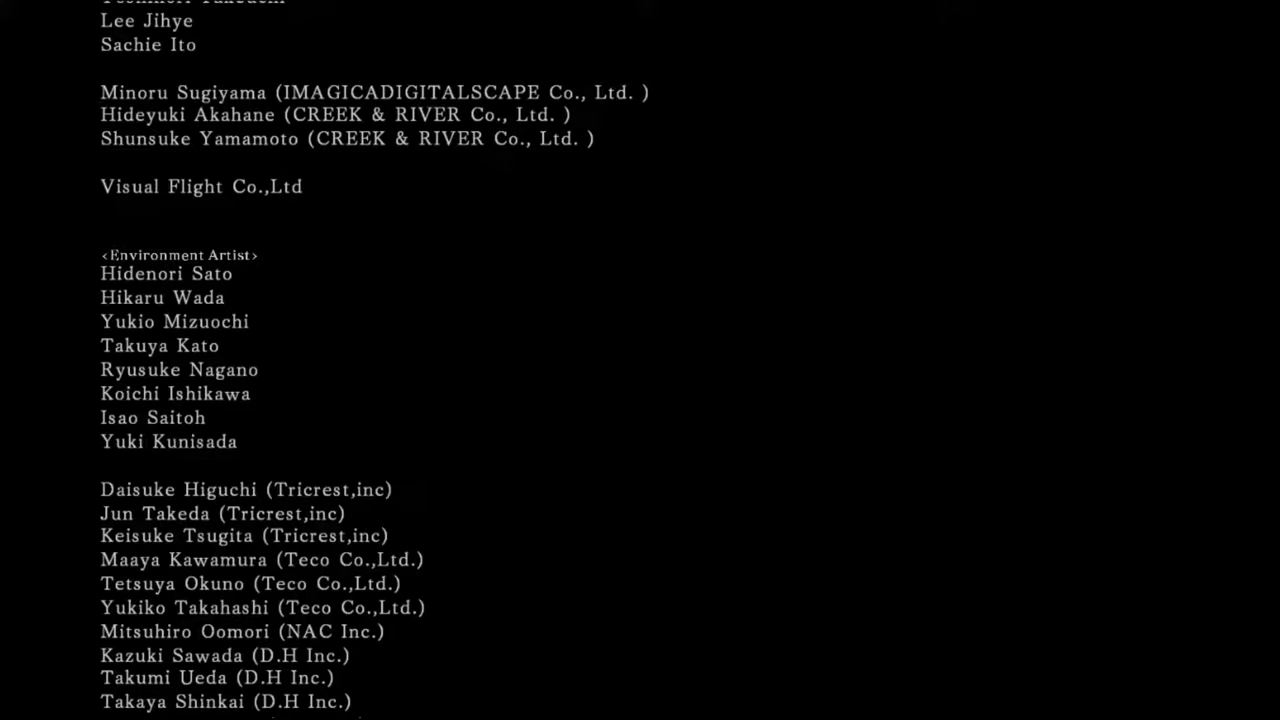 Lee Jihye
Sachie Ito
Minoru Sugiyama (IMAGICADIGITALSCAPE Co., Ltd. )
Hideyuki Akahane (CREEK & RIVER Co., Ltd. )
Shunsuke Yamamoto (CREEK & RIVER Co., Ltd. )
Visual Flight Co.,Ltd
<Environment Artist>
Hidenori Sato
Hikaru Wada
Yukio Mizuochi
Takuya Kato
Ryusuke Nagano
Koichi Ishikawa
Isao Saitoh
Yuki Kunisada
Daisuke Higuchi (Tricrest,inc)
Jun Takeda (Tricrest,inc)
Keisuke Tsugita (Tricrest,inc)
Maaya Kawamura (Teco Co.,Ltd.)
Tetsuya Okuno (Teco Co.,Ltd.)
Yukiko Takahashi (Teco Co.,Ltd.)
Mitsuhiro Oomori (NAC Inc.)
Kazuki Sawada (D.H Inc.)
Takumi Ueda (D.H Inc.)
Takaya Shinkai (D.H Inc.)